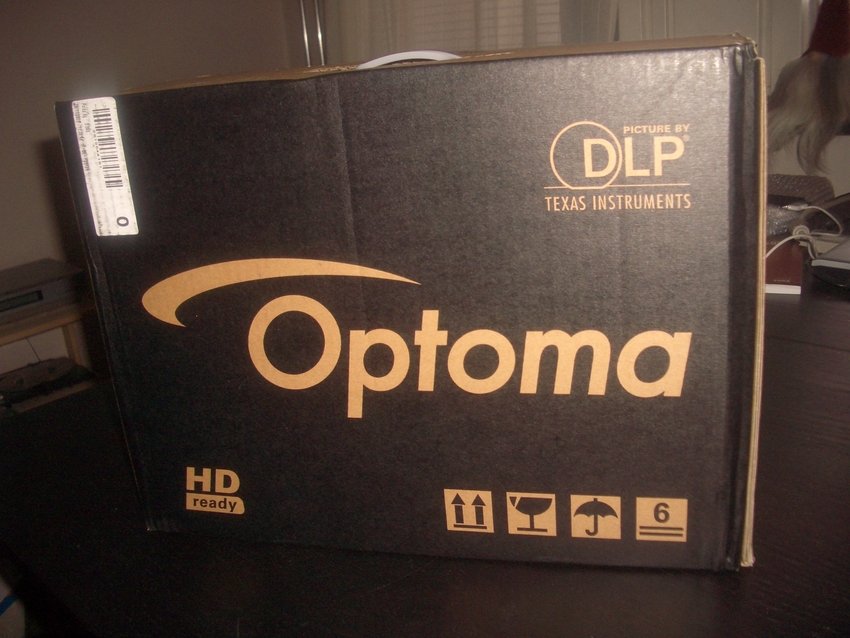 PICTURE BY
DLP®
TEXAS INSTRUMENTS
Optoma
HD
ready
6
O